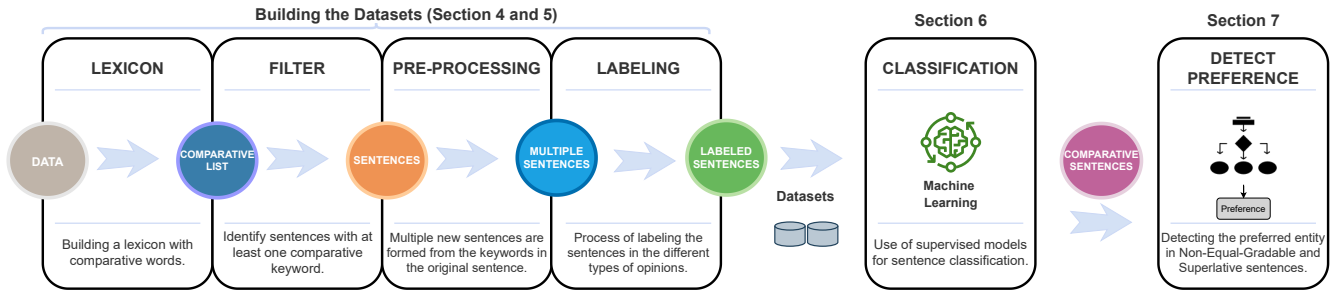 Building the Datasets (Section 4 and 5)
Section 6
Section 7
LEXICON
FILTER
PRE-PROCESSING
LABELING
CLASSIFICATION
DETECT
PREFERENCE
DATA
COMPARATIVE
LIST
SENTENCES
MULTIPLE
SENTENCES
LABELED
SENTENCES
Datasets
Machine
Learning
COMPARATIVE
SENTENCES
Preference
Building a lexicon with
comparative words.
Identify sentences with at
least one comparative
keyword.
Multiple new sentences are
formed from the keywords in
the original sentence.
Process of labeling the
sentences in the different
types of opinions.
Use of supervised models
for sentence classification.
Detecting the preferred entity
in Non-Equal-Gradable and
Superlative sentences.